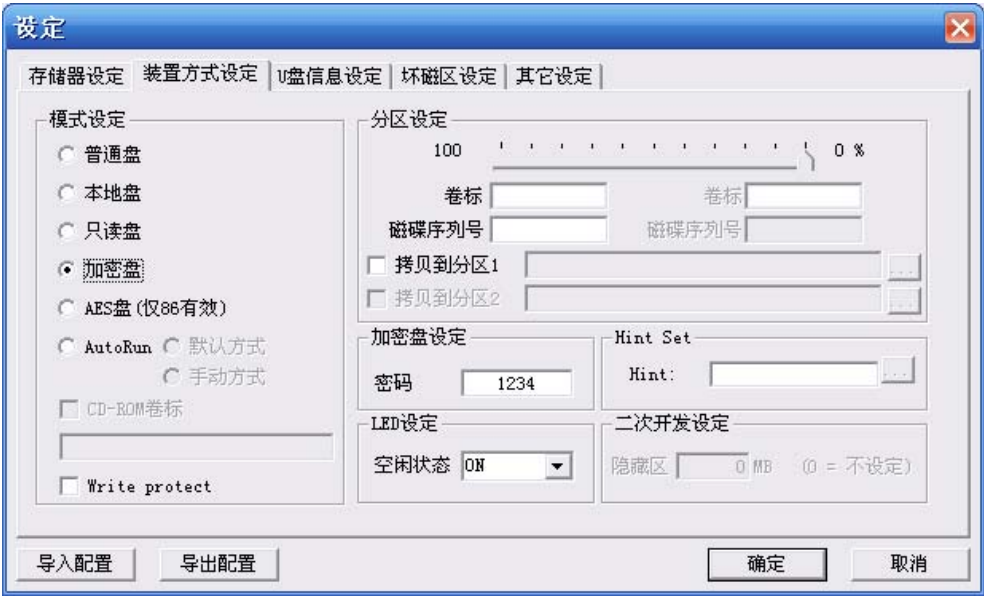 设定
存储器设定 装置方式设定 U盘信息设定 坏磁区设定 其它设定
模式设定
普通盘
本地盘
只读盘
加密盘
AES盘(仅86有效)
AutoRun 默认方式
手动方式
CD-ROM卷标
Write protect
分区设定
100 0 %
卷标 卷标
磁碟序列号 磁碟序列号
拷贝到分区1 ...
拷贝到分区2 ...
加密盘设定
密码 1234
Hint Set
Hint: ...
LED设定
空闲状态 ON
二次开发设定
隐藏区 0 MB (0 = 不设定)
导入配置 导出配置 确定 取消